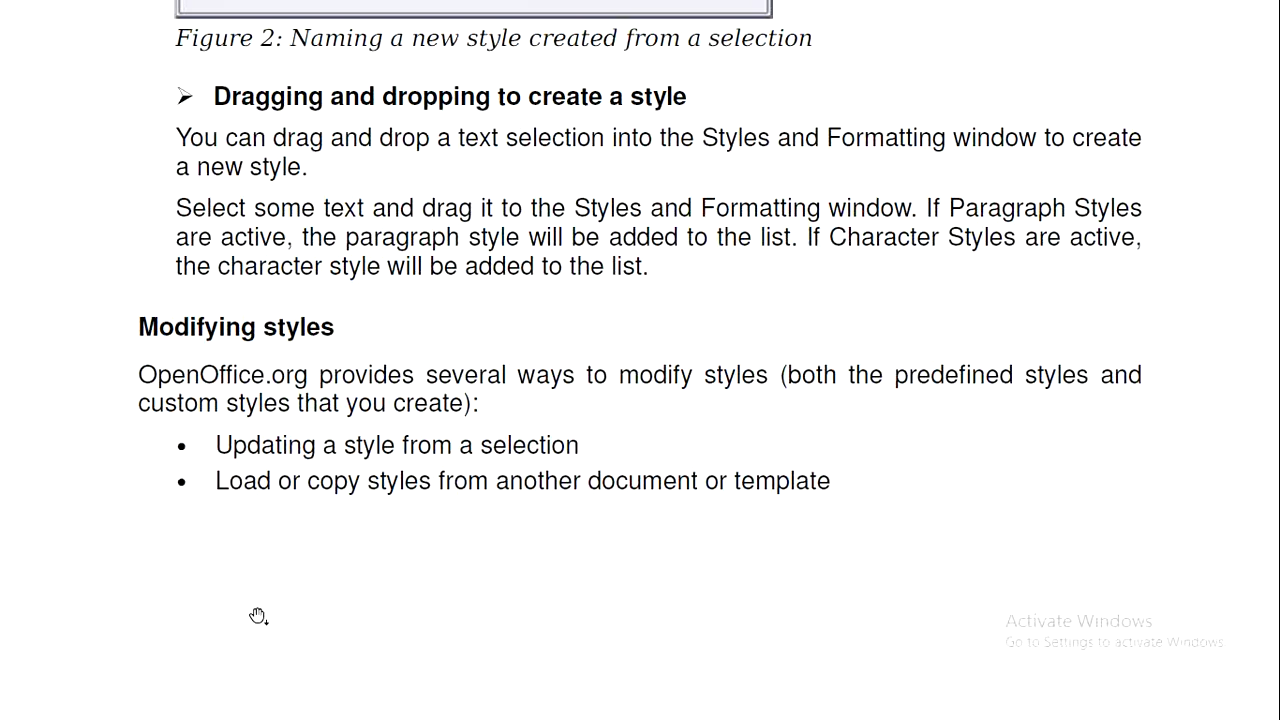 Figure 2: Naming a new style created from a selection
➢ Dragging and dropping to create a style
You can drag and drop a text selection into the Styles and Formatting window to create
a new style.
Select some text and drag it to the Styles and Formatting window. If Paragraph Styles
are active, the paragraph style will be added to the list. If Character Styles are active,
the character style will be added to the list.
Modifying styles
OpenOffice.org provides several ways to modify styles (both the predefined styles and
custom styles that you create):
• Updating a style from a selection
• Load or copy styles from another document or template
Activate Windows
Go to Settings to activate Windows.